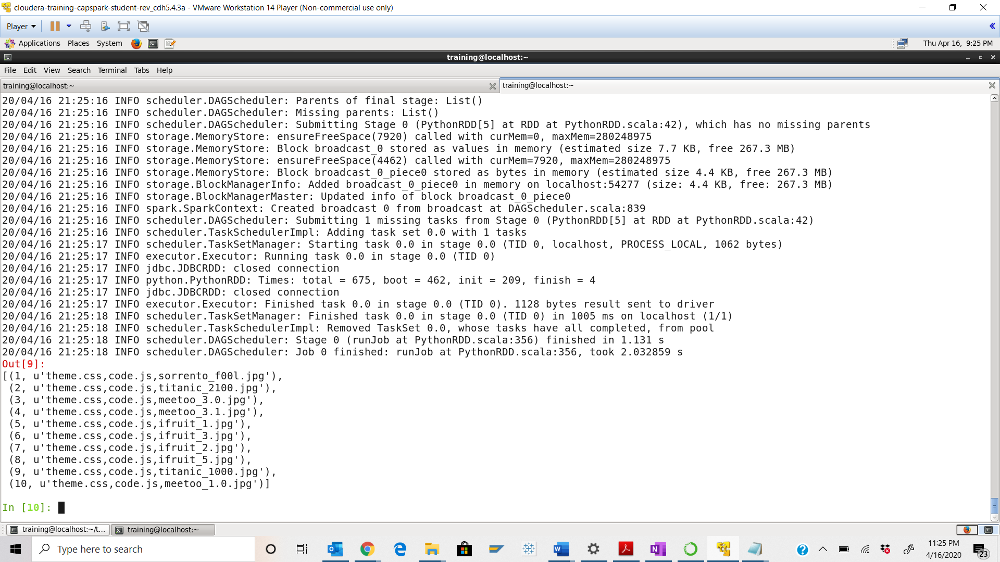 cloudera-training-capspark-student-rev_cdh5.4.3a - VMware Workstation 14 Player (Non-commercial use only)
Player
Applications Places System Thu Apr 16, 9:25 PM
training@localhost:~
File Edit View Search Terminal Tabs Help
training@localhost:~ training@localhost:~
20/04/16 21:25:16 INFO scheduler.DAGScheduler: Parents of final stage: List()
20/04/16 21:25:16 INFO scheduler.DAGScheduler: Missing parents: List()
20/04/16 21:25:16 INFO scheduler.DAGScheduler: Submitting Stage 0 (PythonRDD[5] at RDD at PythonRDD.scala:42), which has no missing parents
20/04/16 21:25:16 INFO storage.MemoryStore: ensureFreeSpace(7920) called with curMem=0, maxMem=280248975
20/04/16 21:25:16 INFO storage.MemoryStore: Block broadcast_0 stored as values in memory (estimated size 7.7 KB, free 267.3 MB)
20/04/16 21:25:16 INFO storage.MemoryStore: ensureFreeSpace(4462) called with curMem=7920, maxMem=280248975
20/04/16 21:25:16 INFO storage.MemoryStore: Block broadcast_0_piece0 stored as bytes in memory (estimated size 4.4 KB, free 267.3 MB)
20/04/16 21:25:16 INFO storage.BlockManagerInfo: Added broadcast_0_piece0 in memory on localhost:54277 (size: 4.4 KB, free: 267.3 MB)
20/04/16 21:25:16 INFO storage.BlockManagerMaster: Updated info of block broadcast_0_piece0
20/04/16 21:25:16 INFO spark.SparkContext: Created broadcast 0 from broadcast at DAGScheduler.scala:839
20/04/16 21:25:16 INFO scheduler.DAGScheduler: Submitting 1 missing tasks from Stage 0 (PythonRDD[5] at RDD at PythonRDD.scala:42)
20/04/16 21:25:16 INFO scheduler.TaskSchedulerImpl: Adding task set 0.0 with 1 tasks
20/04/16 21:25:17 INFO scheduler.TaskSetManager: Starting task 0.0 in stage 0.0 (TID 0, localhost, PROCESS_LOCAL, 1062 bytes)
20/04/16 21:25:17 INFO executor.Executor: Running task 0.0 in stage 0.0 (TID 0)
20/04/16 21:25:17 INFO jdbc.JDBCRDD: closed connection
20/04/16 21:25:17 INFO python.PythonRDD: Times: total = 675, boot = 462, init = 209, finish = 4
20/04/16 21:25:17 INFO jdbc.JDBCRDD: closed connection
20/04/16 21:25:17 INFO executor.Executor: Finished task 0.0 in stage 0.0 (TID 0). 1128 bytes result sent to driver
20/04/16 21:25:18 INFO scheduler.TaskSetManager: Finished task 0.0 in stage 0.0 (TID 0) in 1005 ms on localhost (1/1)
20/04/16 21:25:18 INFO scheduler.TaskSchedulerImpl: Removed TaskSet 0.0, whose tasks have all completed, from pool
20/04/16 21:25:18 INFO scheduler.DAGScheduler: Stage 0 (runJob at PythonRDD.scala:356) finished in 1.131 s
20/04/16 21:25:18 INFO scheduler.DAGScheduler: Job 0 finished: runJob at PythonRDD.scala:356, took 2.032859 s
Out[9]:
[(1, u'theme.css,code.js,sorrento_f00l.jpg'),
(2, u'theme.css,code.js,titanic_2100.jpg'),
(3, u'theme.css,code.js,meetoo_3.0.jpg'),
(4, u'theme.css,code.js,meetoo_3.1.jpg'),
(5, u'theme.css,code.js,ifruit_1.jpg'),
(6, u'theme.css,code.js,ifruit_3.jpg'),
(7, u'theme.css,code.js,ifruit_2.jpg'),
(8, u'theme.css,code.js,ifruit_5.jpg'),
(9, u'theme.css,code.js,titanic_1000.jpg'),
(10, u'theme.css,code.js,meetoo_1.0.jpg')]
In [10]:
training@localhost:~/t... training@localhost:~
Type here to search
11:25 PM
4/16/2020
23